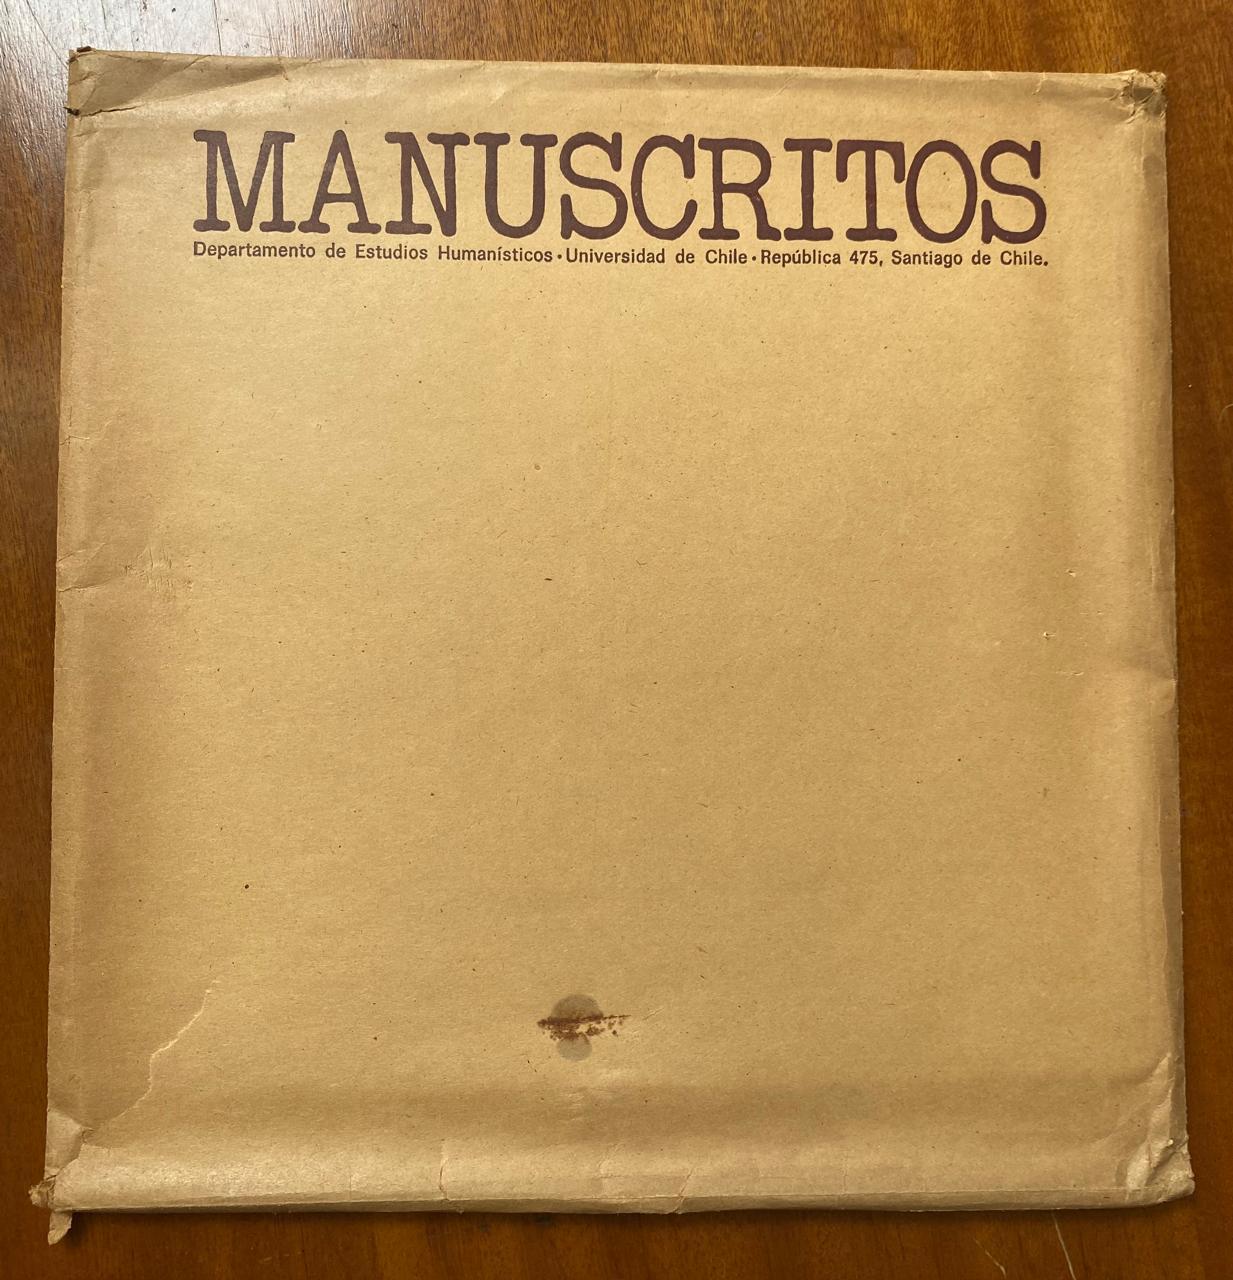 MANUSCRITOS
Departamento de Estudios Humanísticos • Universidad de Chile • República 475, Santiago de Chile.